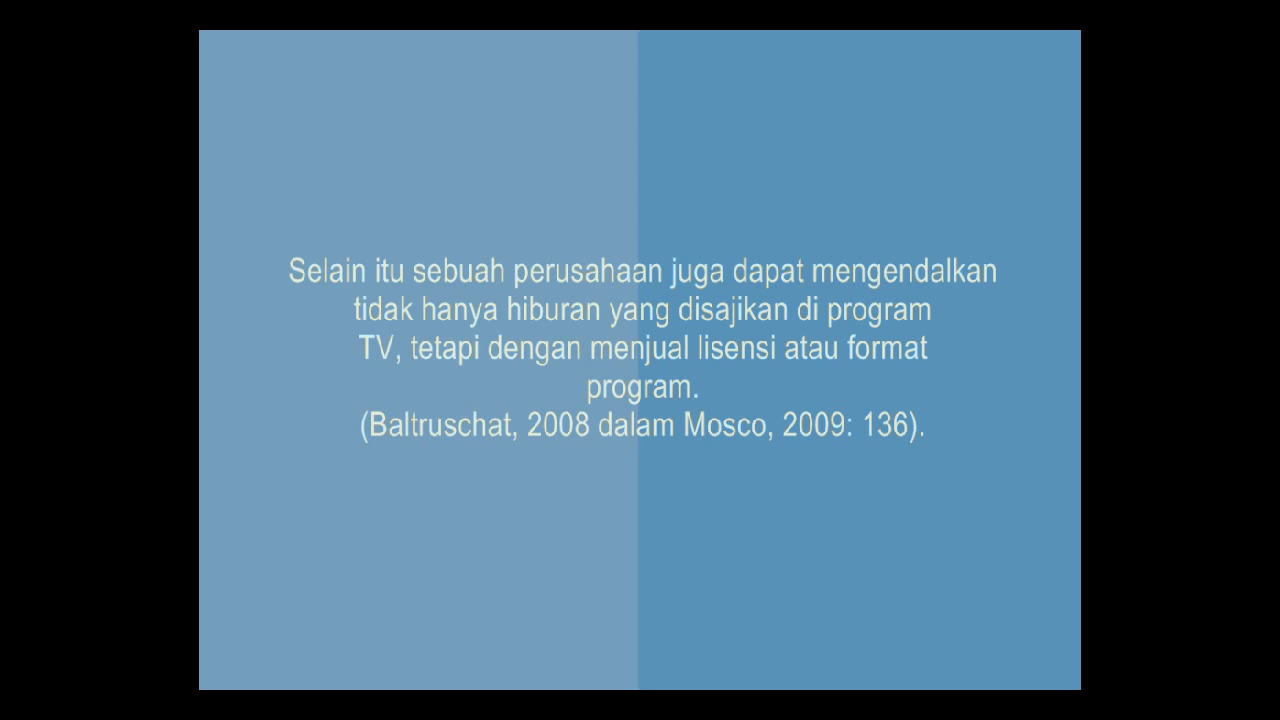 Selain itu sebuah perusahaan juga dapat mengendalkan
tidak hanya hiburan yang disajikan di program
TV, tetapi dengan menjual lisensi atau format
program.
(Baltruschat, 2008 dalam Mosco, 2009: 136).